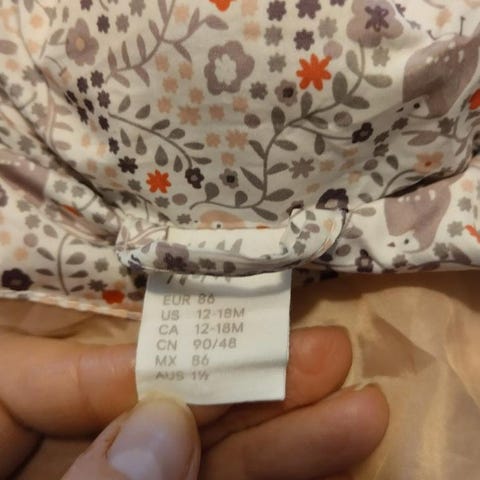 EUR 86
US 12-18M
CA 12-18M
CN 90/48
MX 86
AUS 1½